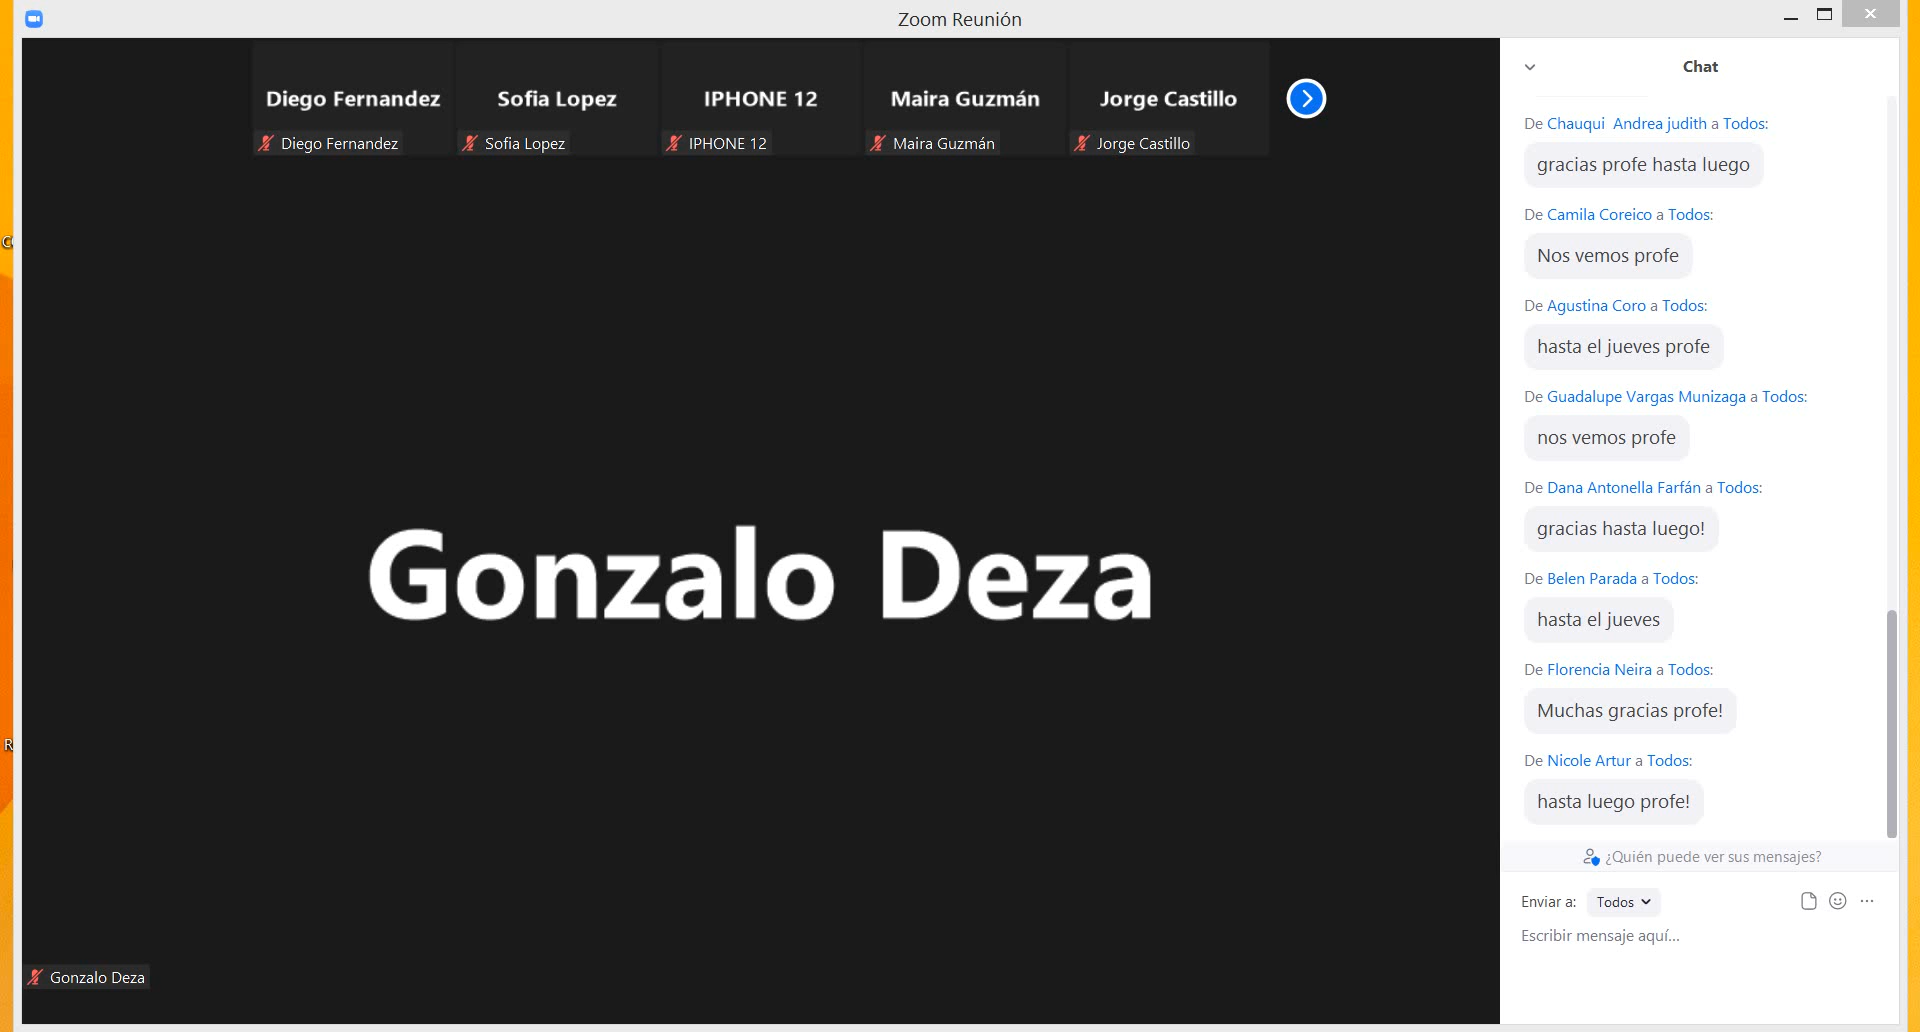 Zoom Reunión
Diego Fernandez
Sofia Lopez
IPHONE 12
Maira Guzmán
Jorge Castillo
Diego Fernandez
Sofia Lopez
IPHONE 12
Maira Guzmán
Jorge Castillo
Gonzalo Deza
Gonzalo Deza
Chat
De Chauqui  Andrea judith a Todos:
gracias profe hasta luego
De Camila Coreico a Todos:
Nos vemos profe
De Agustina Coro a Todos:
hasta el jueves profe
De Guadalupe Vargas Munizaga a Todos:
nos vemos profe
De Dana Antonella Farfán a Todos:
gracias hasta luego!
De Belen Parada a Todos:
hasta el jueves
De Florencia Neira a Todos:
Muchas gracias profe!
De Nicole Artur a Todos:
hasta luego profe!
¿Quién puede ver sus mensajes?
Enviar a: Todos
Escribir mensaje aquí...